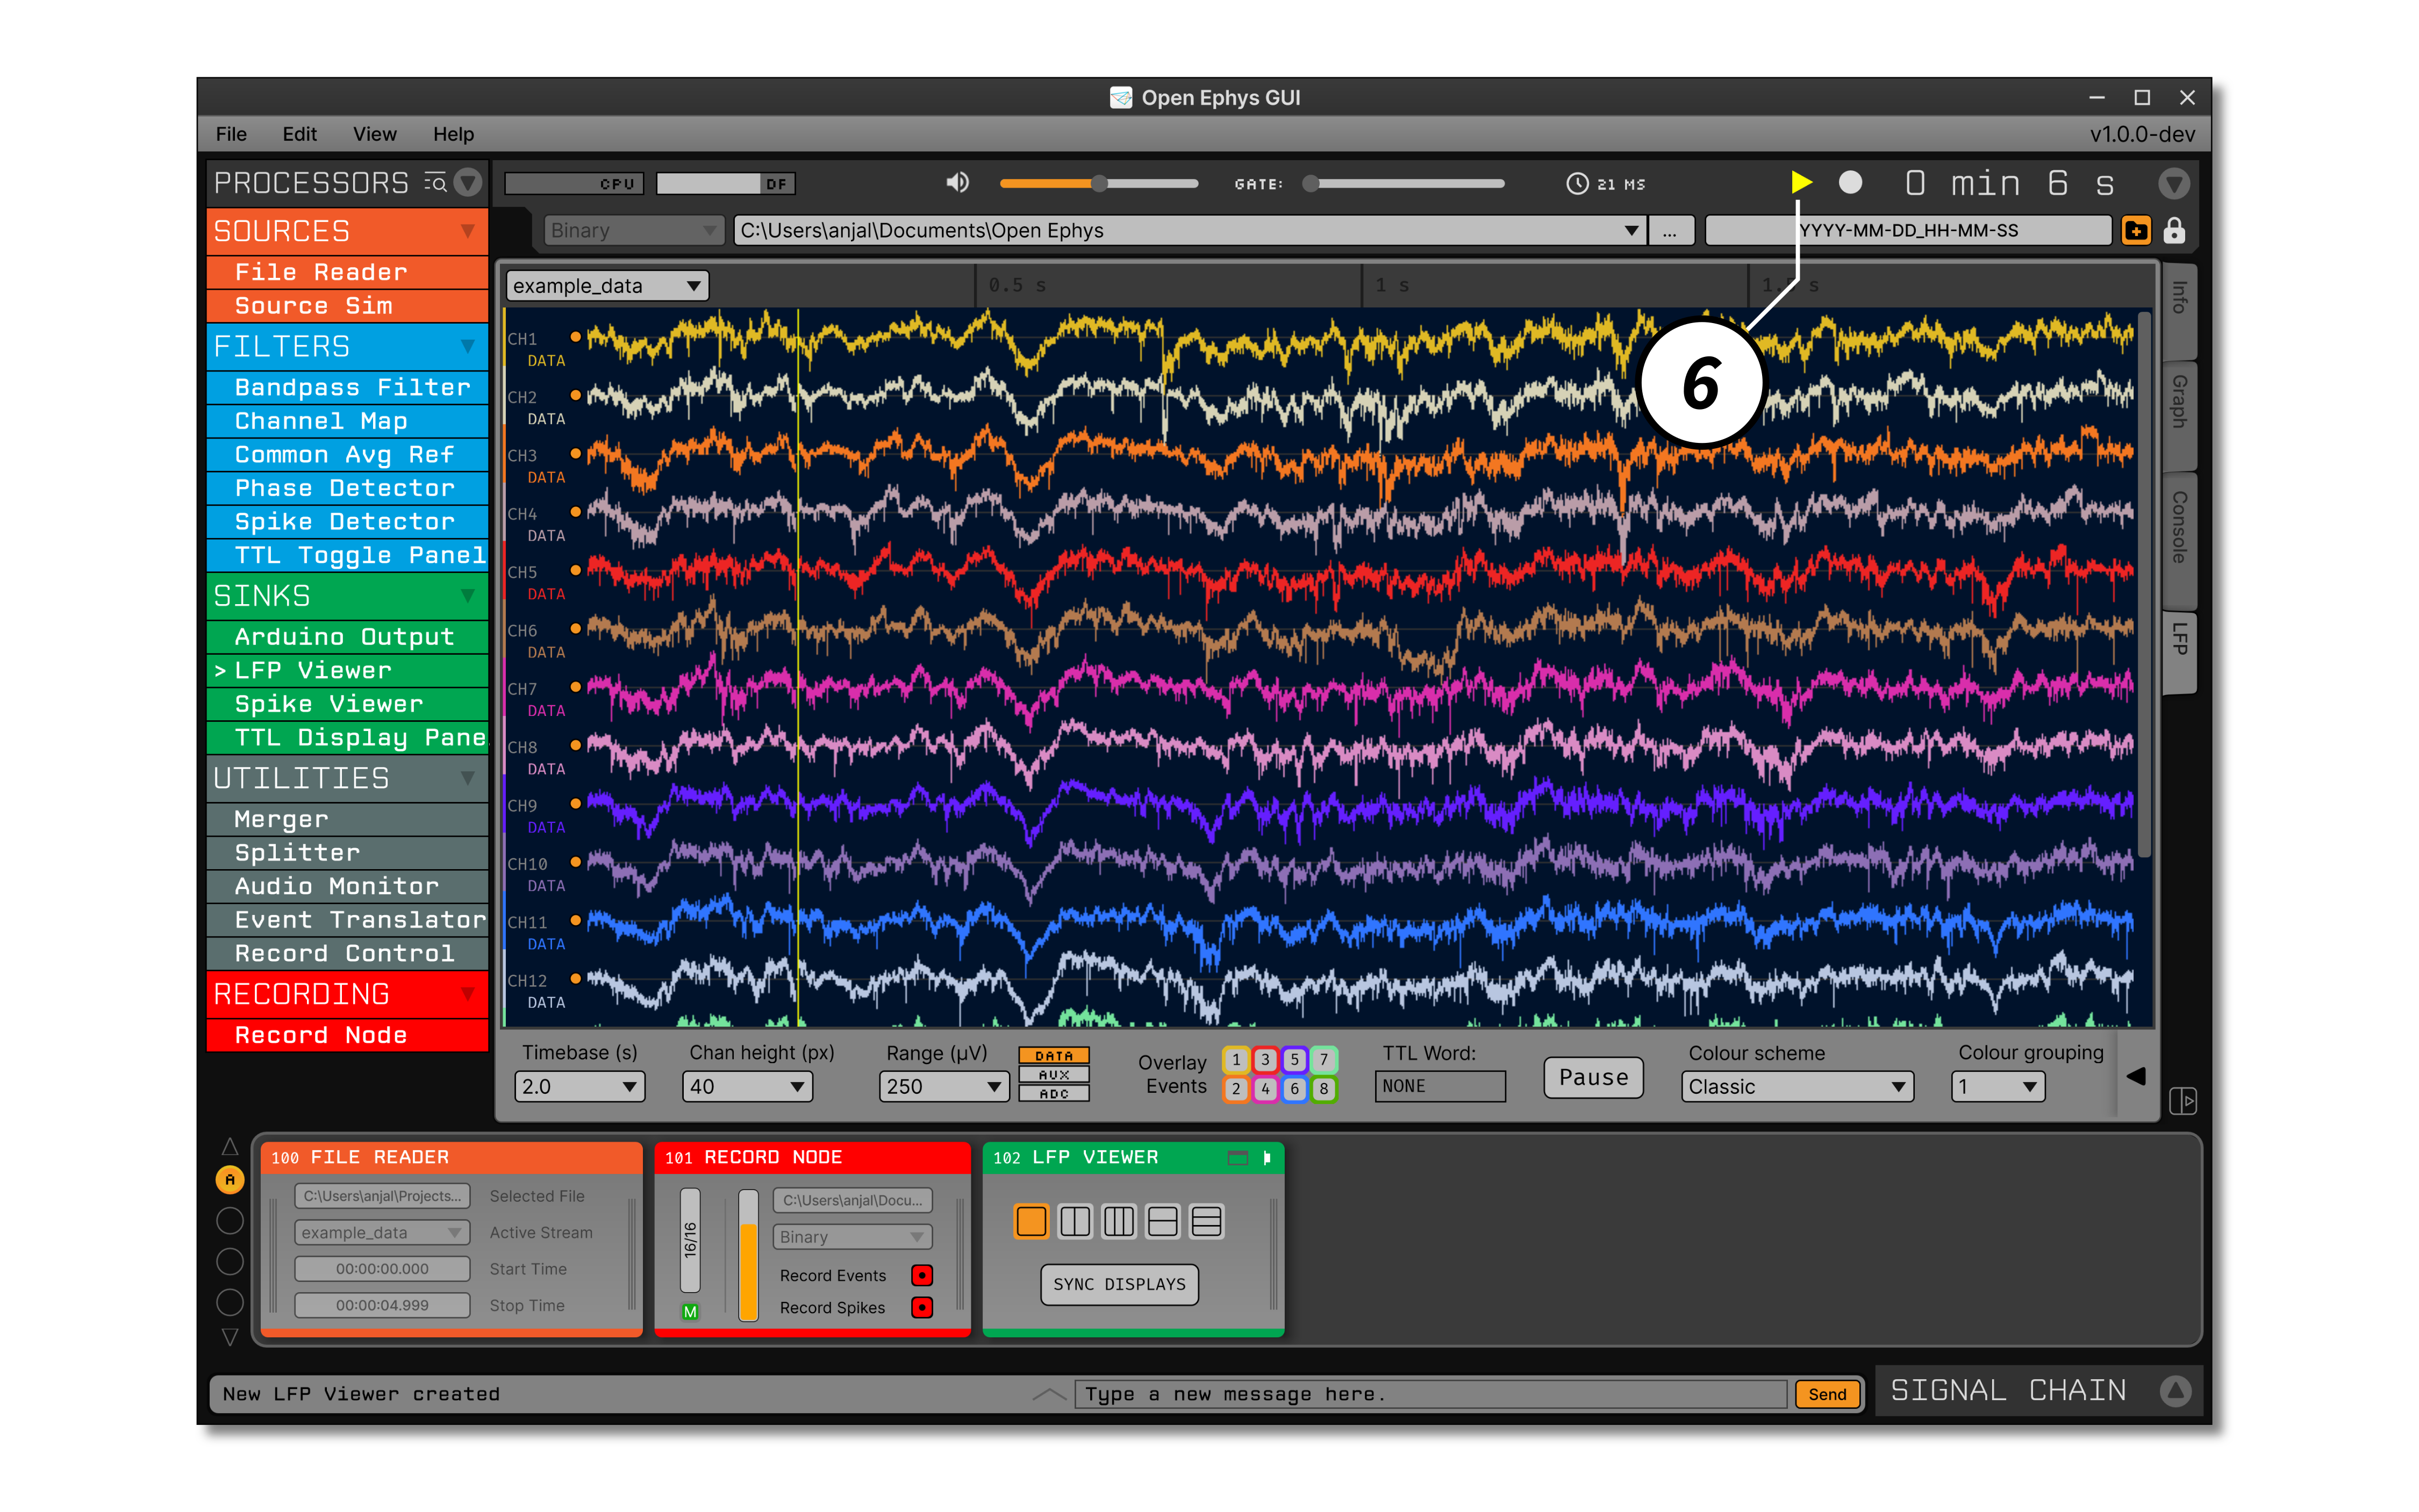 Open Ephys GUI
File Edit View Help
v1.0.0-dev
PROCESSORS
CPU DF
GATE:
21 MS
0 min 6 s
Binary
C:\Users\anjal\Documents\Open Ephys
...
YYYY-MM-DD_HH-MM-SS
SOURCES
File Reader
Source Sim
FILTERS
Bandpass Filter
Channel Map
Common Avg Ref
Phase Detector
Spike Detector
TTL Toggle Panel
SINKS
Arduino Output
> LFP Viewer
Spike Viewer
TTL Display Pane
UTILITIES
Merger
Splitter
Audio Monitor
Event Translator
Record Control
RECORDING
Record Node
example_data
0.5 s
1 s
s
6
CH1
DATA
CH2
DATA
CH3
DATA
CH4
DATA
CH5
DATA
CH6
DATA
CH7
DATA
CH8
DATA
CH9
DATA
CH10
DATA
CH11
DATA
CH12
DATA
Info
Graph
Console
LFP
Timebase (s)
2.0
Chan height (px)
40
Range (µV)
250
DATA
AUX
ADC
Overlay
Events
1 3 5 7
2 4 6 8
TTL Word:
NONE
Pause
Colour scheme
Classic
Colour grouping
1
A
100 FILE READER
C:\Users\anjal\Projects... Selected File
example_data Active Stream
00:00:00.000 Start Time
00:00:04.999 Stop Time
101 RECORD NODE
16/16
M
C:\Users\anjal\Docu...
Binary
Record Events
Record Spikes
102 LFP VIEWER
SYNC DISPLAYS
New LFP Viewer created
Type a new message here.
Send
SIGNAL CHAIN